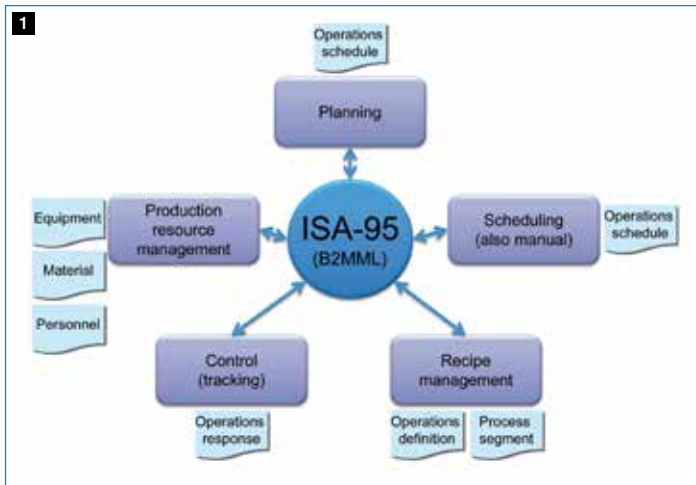 1
Operations
schedule
Planning
Equipment
Material
Personnel
Production
resource
management
ISA-95
(B2MML)
Scheduling
(also manual)
Operations
schedule
Control
(tracking)
Operations
response
Recipe
management
Operations
definition
Process
segment